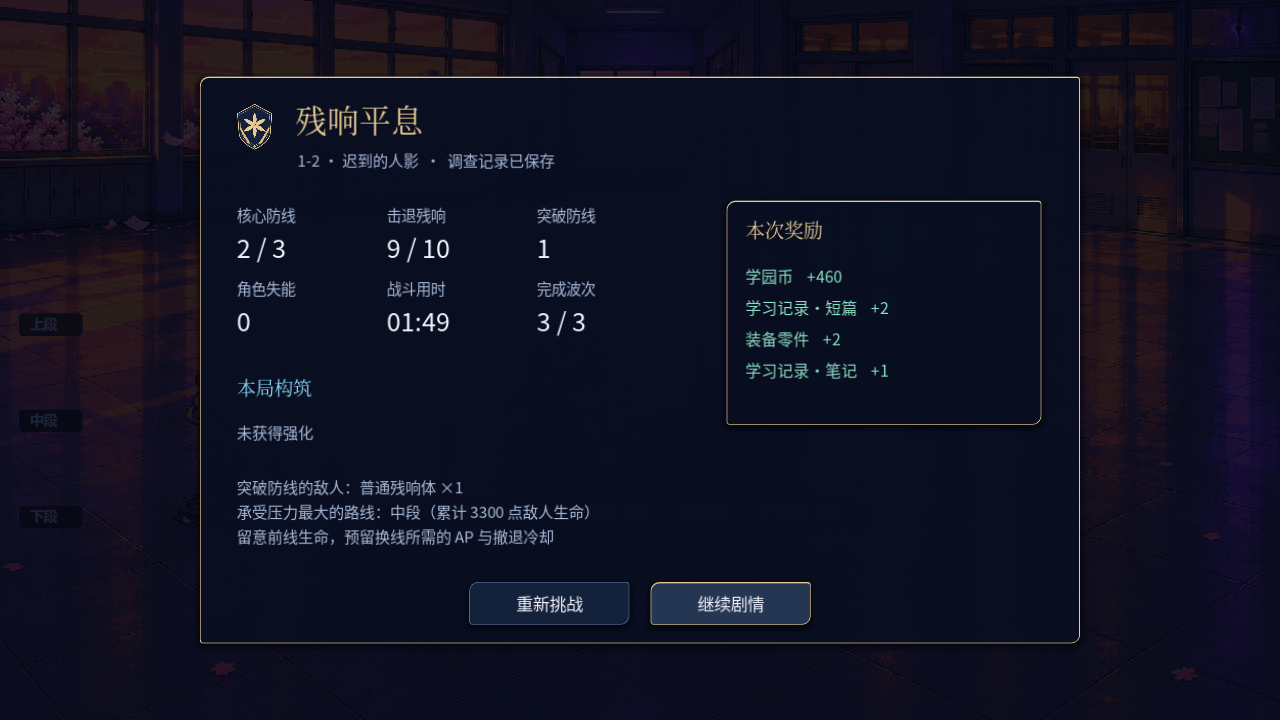 残响平息
1-2 · 迟到的人影 · 调查记录已保存
核心防线 击退残响 突破防线
2 / 3 9 / 10 1
角色失能 战斗用时 完成波次
0 01:49 3 / 3
本局构筑
未获得强化
突破防线的敌人：普通残响体 ×1
承受压力最大的路线：中段（累计 3300 点敌人生命）
留意前线生命，预留换线所需的 AP 与撤退冷却
本次奖励
学园币 +460
学习记录·短篇 +2
装备零件 +2
学习记录·笔记 +1
上段
中段
下段
重新挑战 继续剧情